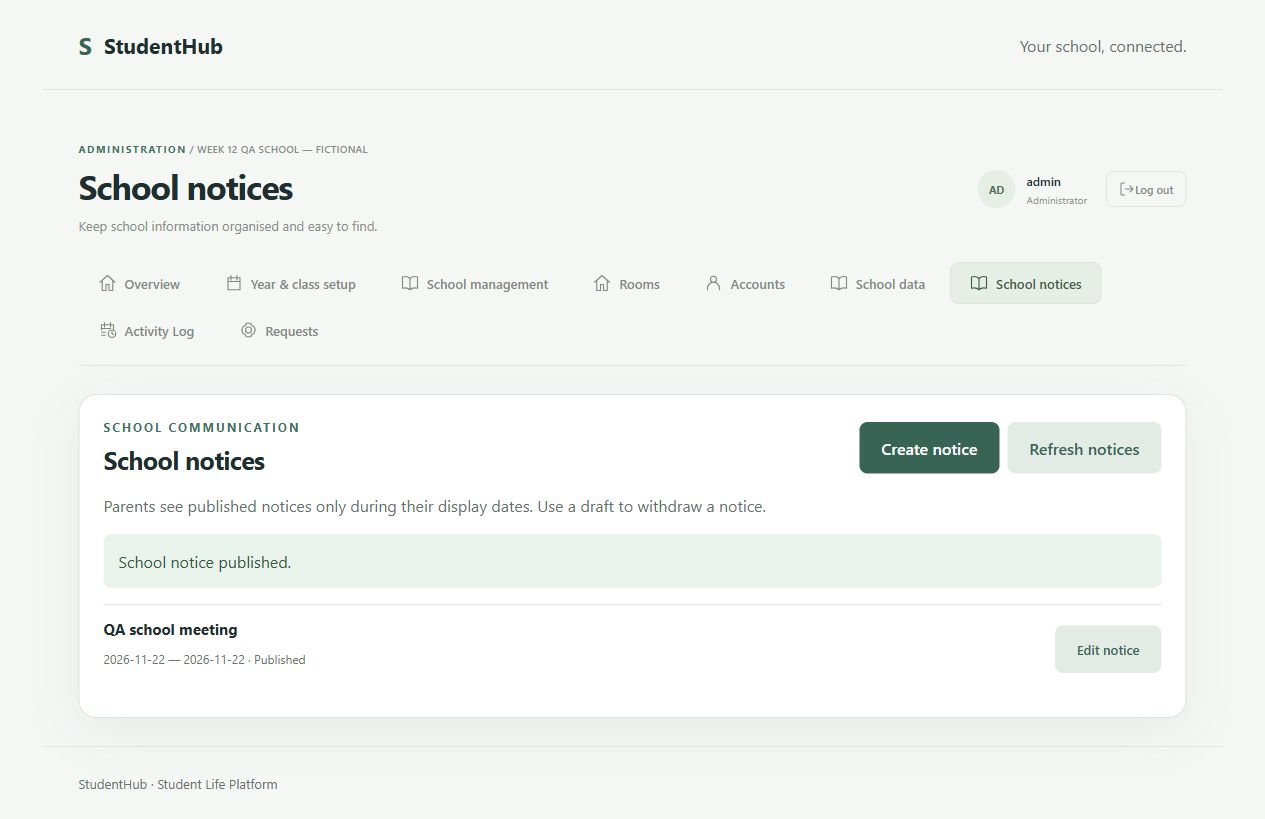 S StudentHub
Your school, connected.
ADMINISTRATION / WEEK 12 QA SCHOOL — FICTIONAL
School notices
Keep school information organised and easy to find.
AD
admin
Administrator
Log out
Overview
Year & class setup
School management
Rooms
Accounts
School data
School notices
Activity Log
Requests
SCHOOL COMMUNICATION
School notices
Create notice
Refresh notices
Parents see published notices only during their display dates. Use a draft to withdraw a notice.
School notice published.
QA school meeting
2026-11-22 — 2026-11-22 · Published
Edit notice
StudentHub · Student Life Platform